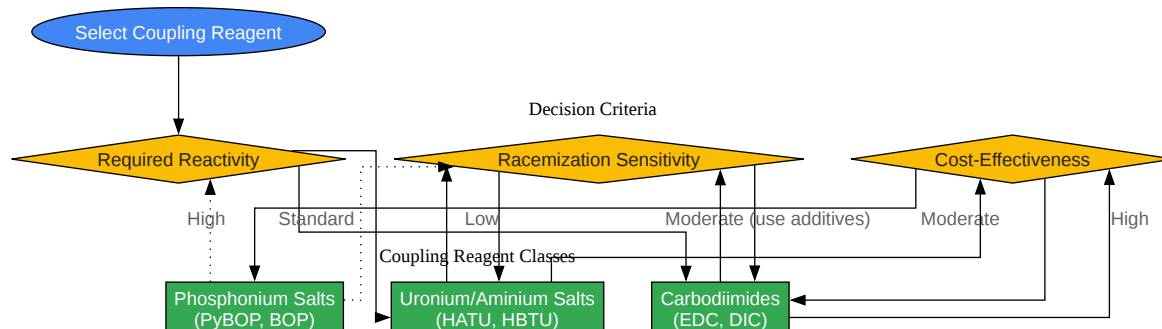 Select Coupling Reagent
Decision Criteria
Required Reactivity
Racemization Sensitivity
Cost-Effectiveness
High
Standard
Low
Moderate (use additives)
Moderate
High
Coupling Reagent Classes
Phosphonium Salts
(PyBOP, BOP)
Uronium/Aminium Salts
(HATU, HBTU)
Carbodiimides
(EDC, DIC)